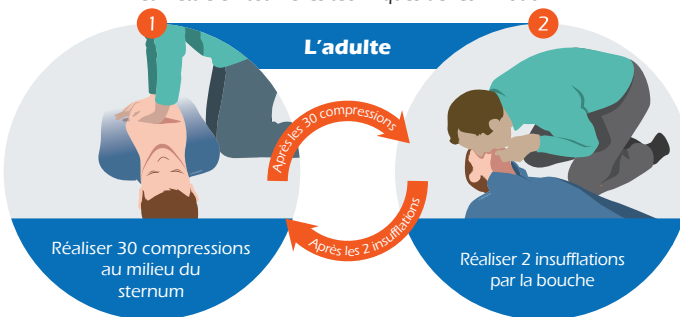 1
2
L'adulte
Après les 30 compressions
Après les 2 insufflations
Réaliser 30 compressions
au milieu du
sternum
Réaliser 2 insufflations
par la bouche